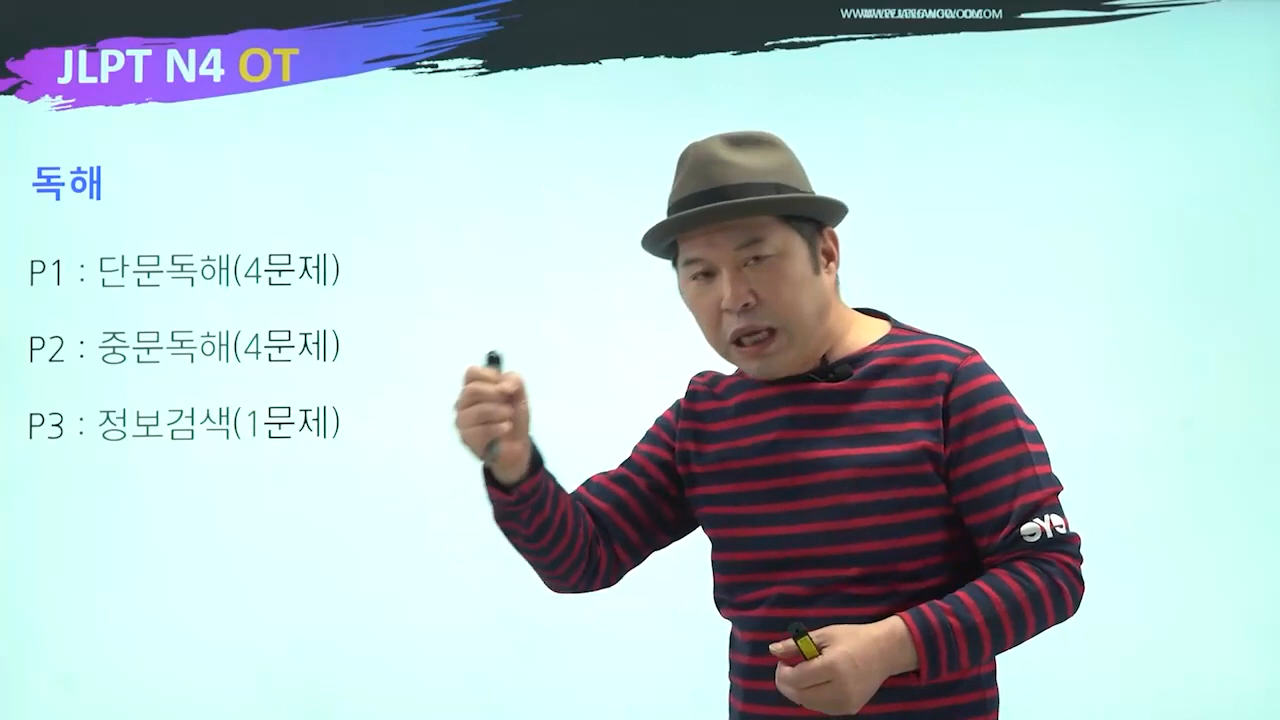 JLPT N4 OT
독해
P1 : 단문독해(4문제)
P2 : 중문독해(4문제)
P3 : 정보검색(1문제)
eye